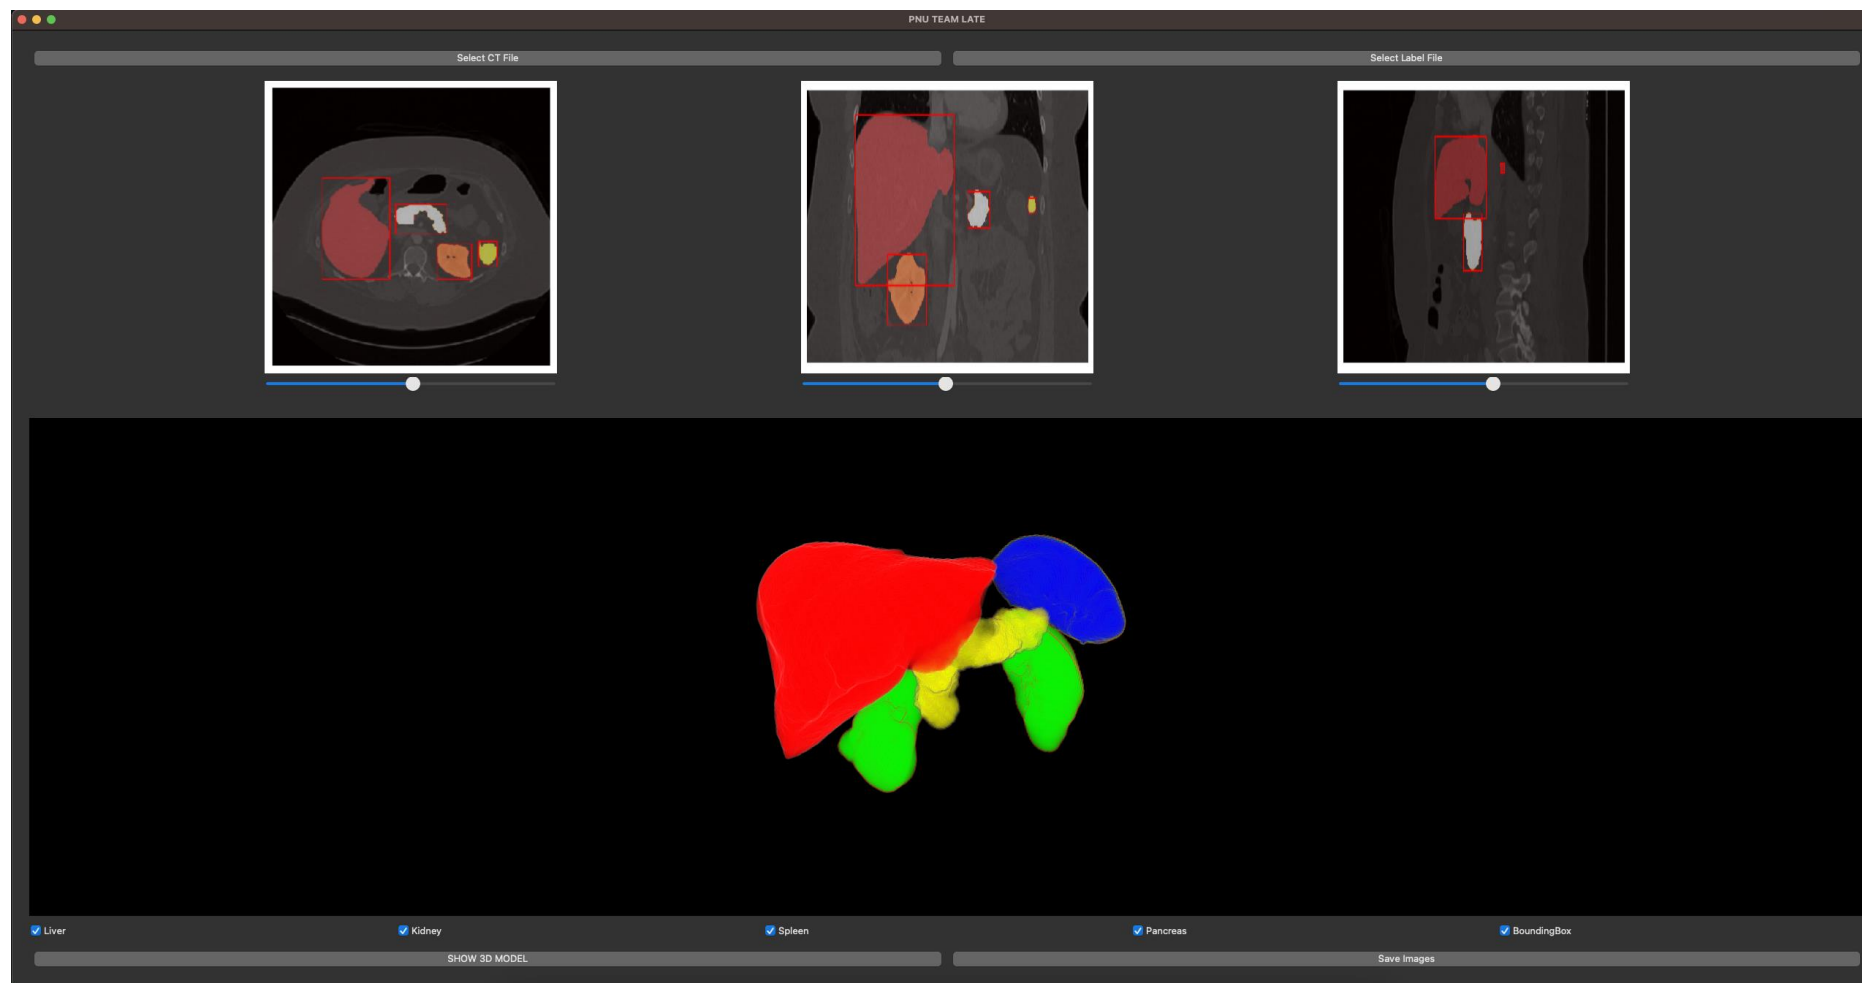 PNU TEAM LATE
Select CT File
Select Label File
Liver
Kidney
Spleen
Pancreas
BoundingBox
SHOW 3D MODEL
Save Images